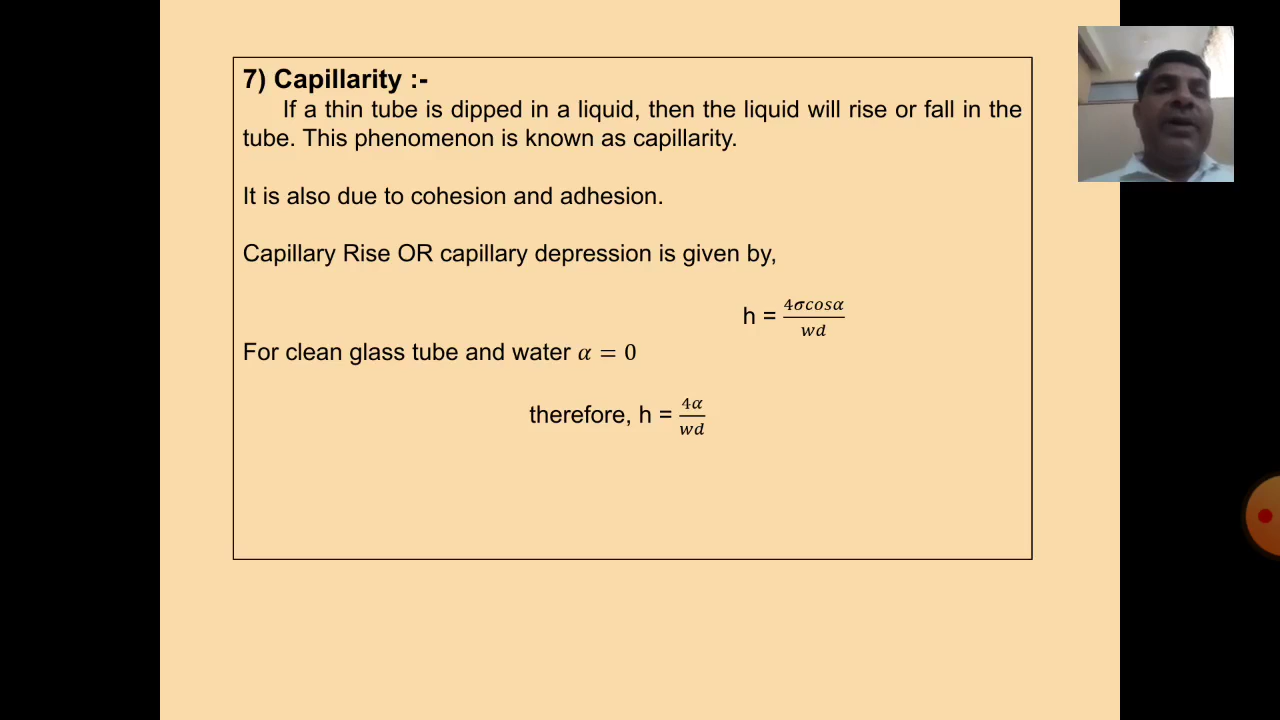 7) Capillarity :-
If a thin tube is dipped in a liquid, then the liquid will rise or fall in the
tube. This phenomenon is known as capillarity.
It is also due to cohesion and adhesion.
Capillary Rise OR capillary depression is given by,
h = 4σcosα/wd
For clean glass tube and water α = 0
therefore, h = 4α/wd